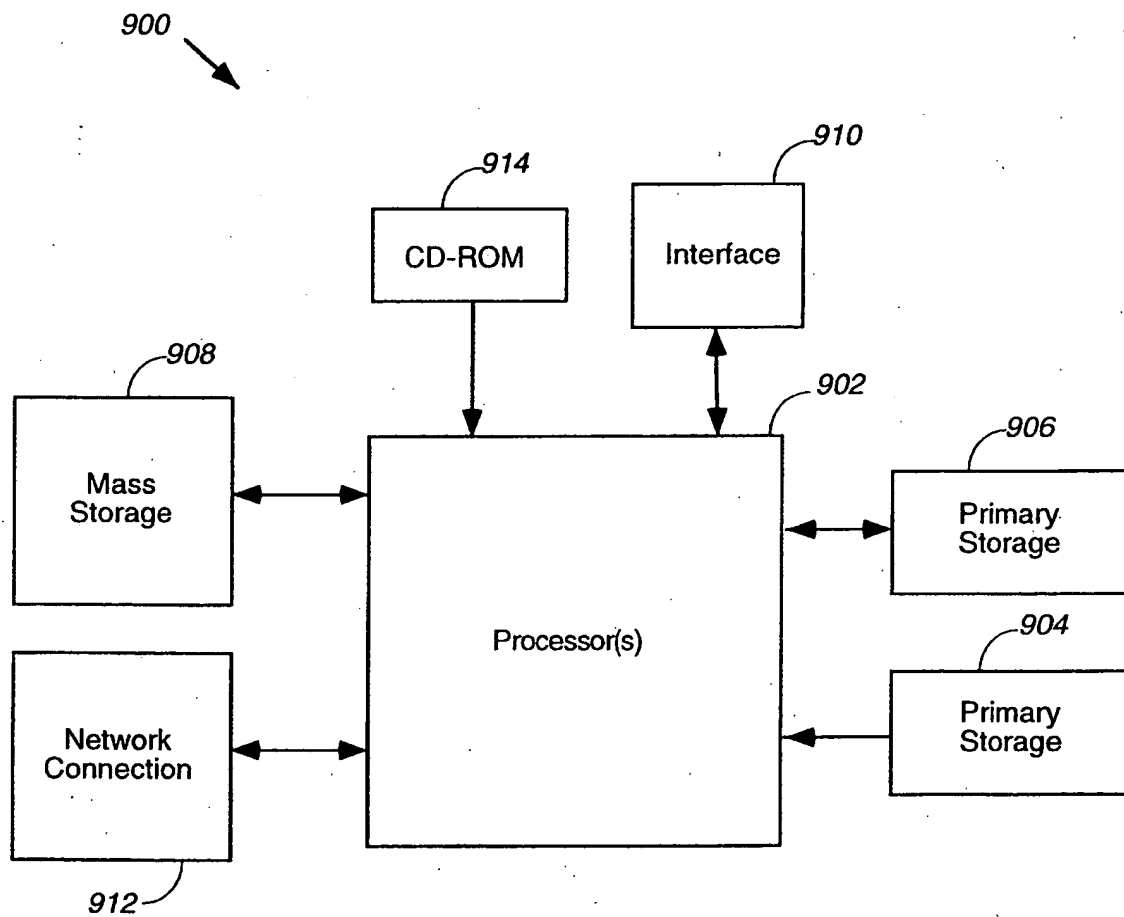 900
914
CD-ROM
910
Interface
908
Mass
Storage
902
Processor(s)
906
Primary
Storage
904
Primary
Storage
Network
Connection
912